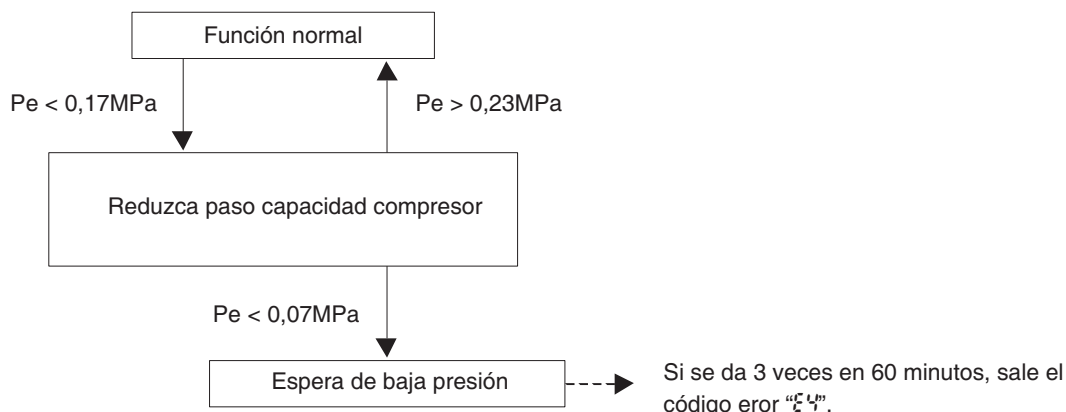 Función normal
Pe < 0,17MPa
Pe > 0,23MPa
Reduzca paso capacidad compresor
Pe < 0,07MPa
Espera de baja presión
Si se da 3 veces en 60 minutos, sale el
código eror “E4”.